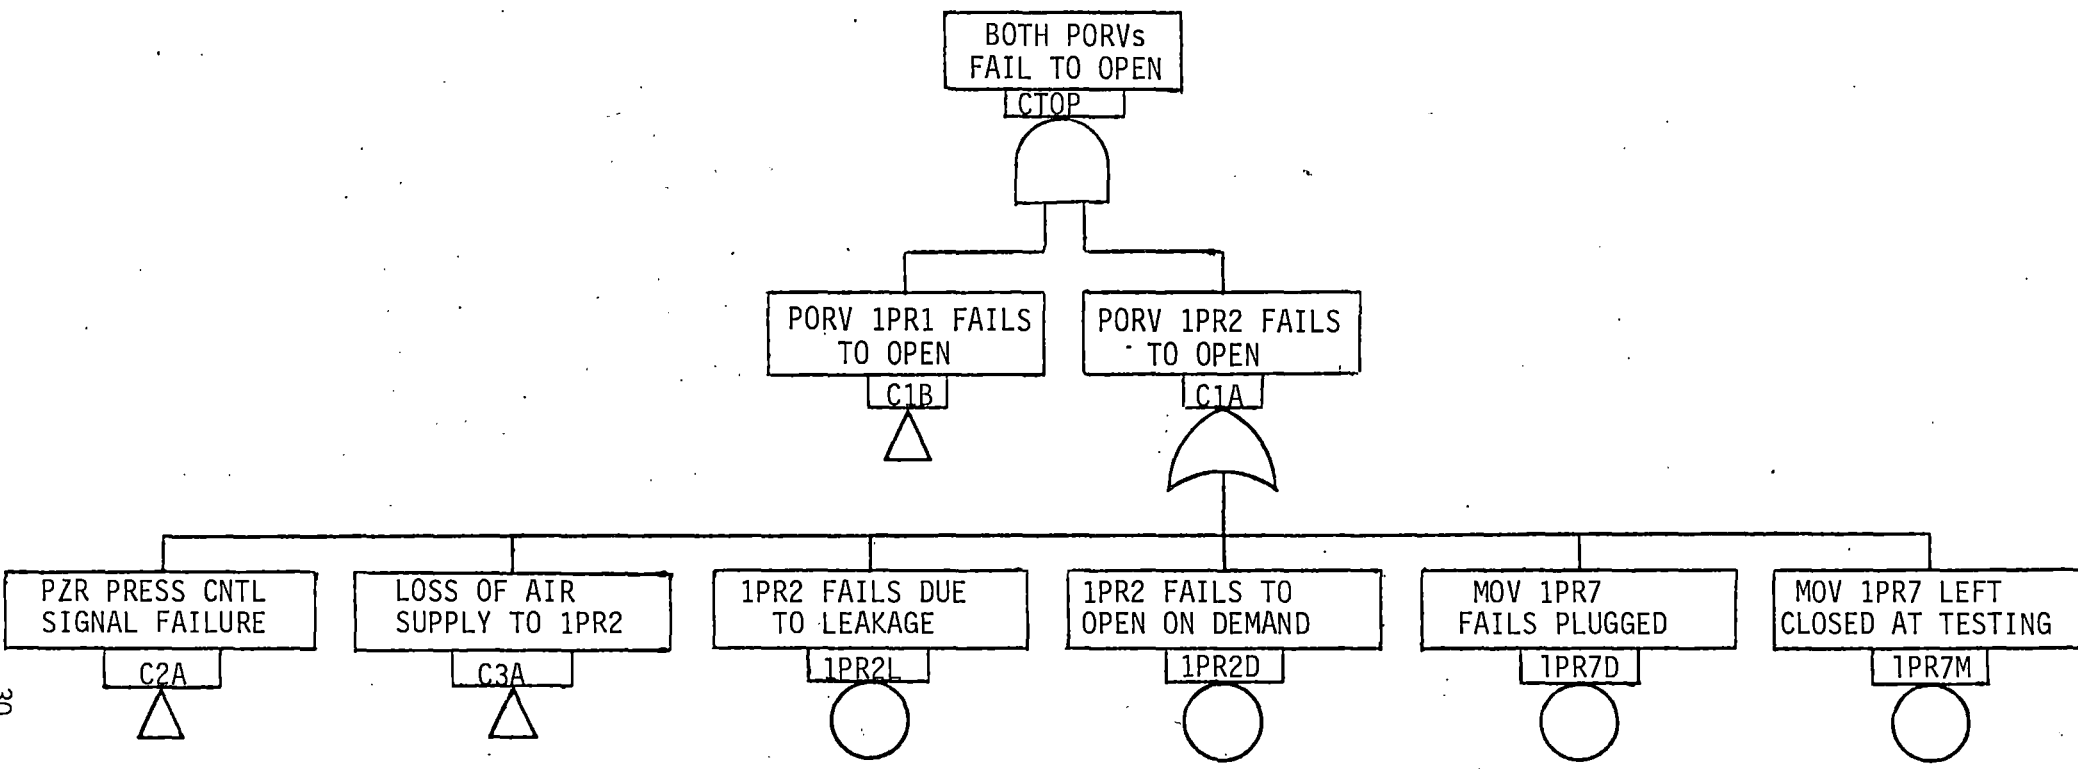 BOTH PORVs
FAIL TO OPEN
CTOP
PORV 1PR1 FAILS
TO OPEN
C1B
PORV 1PR2 FAILS
TO OPEN
C1A
PZR PRESS CNTL
SIGNAL FAILURE
C2A
LOSS OF AIR
SUPPLY TO 1PR2
C3A
1PR2 FAILS DUE
TO LEAKAGE
1PR2L
1PR2 FAILS TO
OPEN ON DEMAND
1PR2D
MOV 1PR7
FAILS PLUGGED
1PR7D
MOV 1PR7 LEFT
CLOSED AT TESTING
1PR7M
30